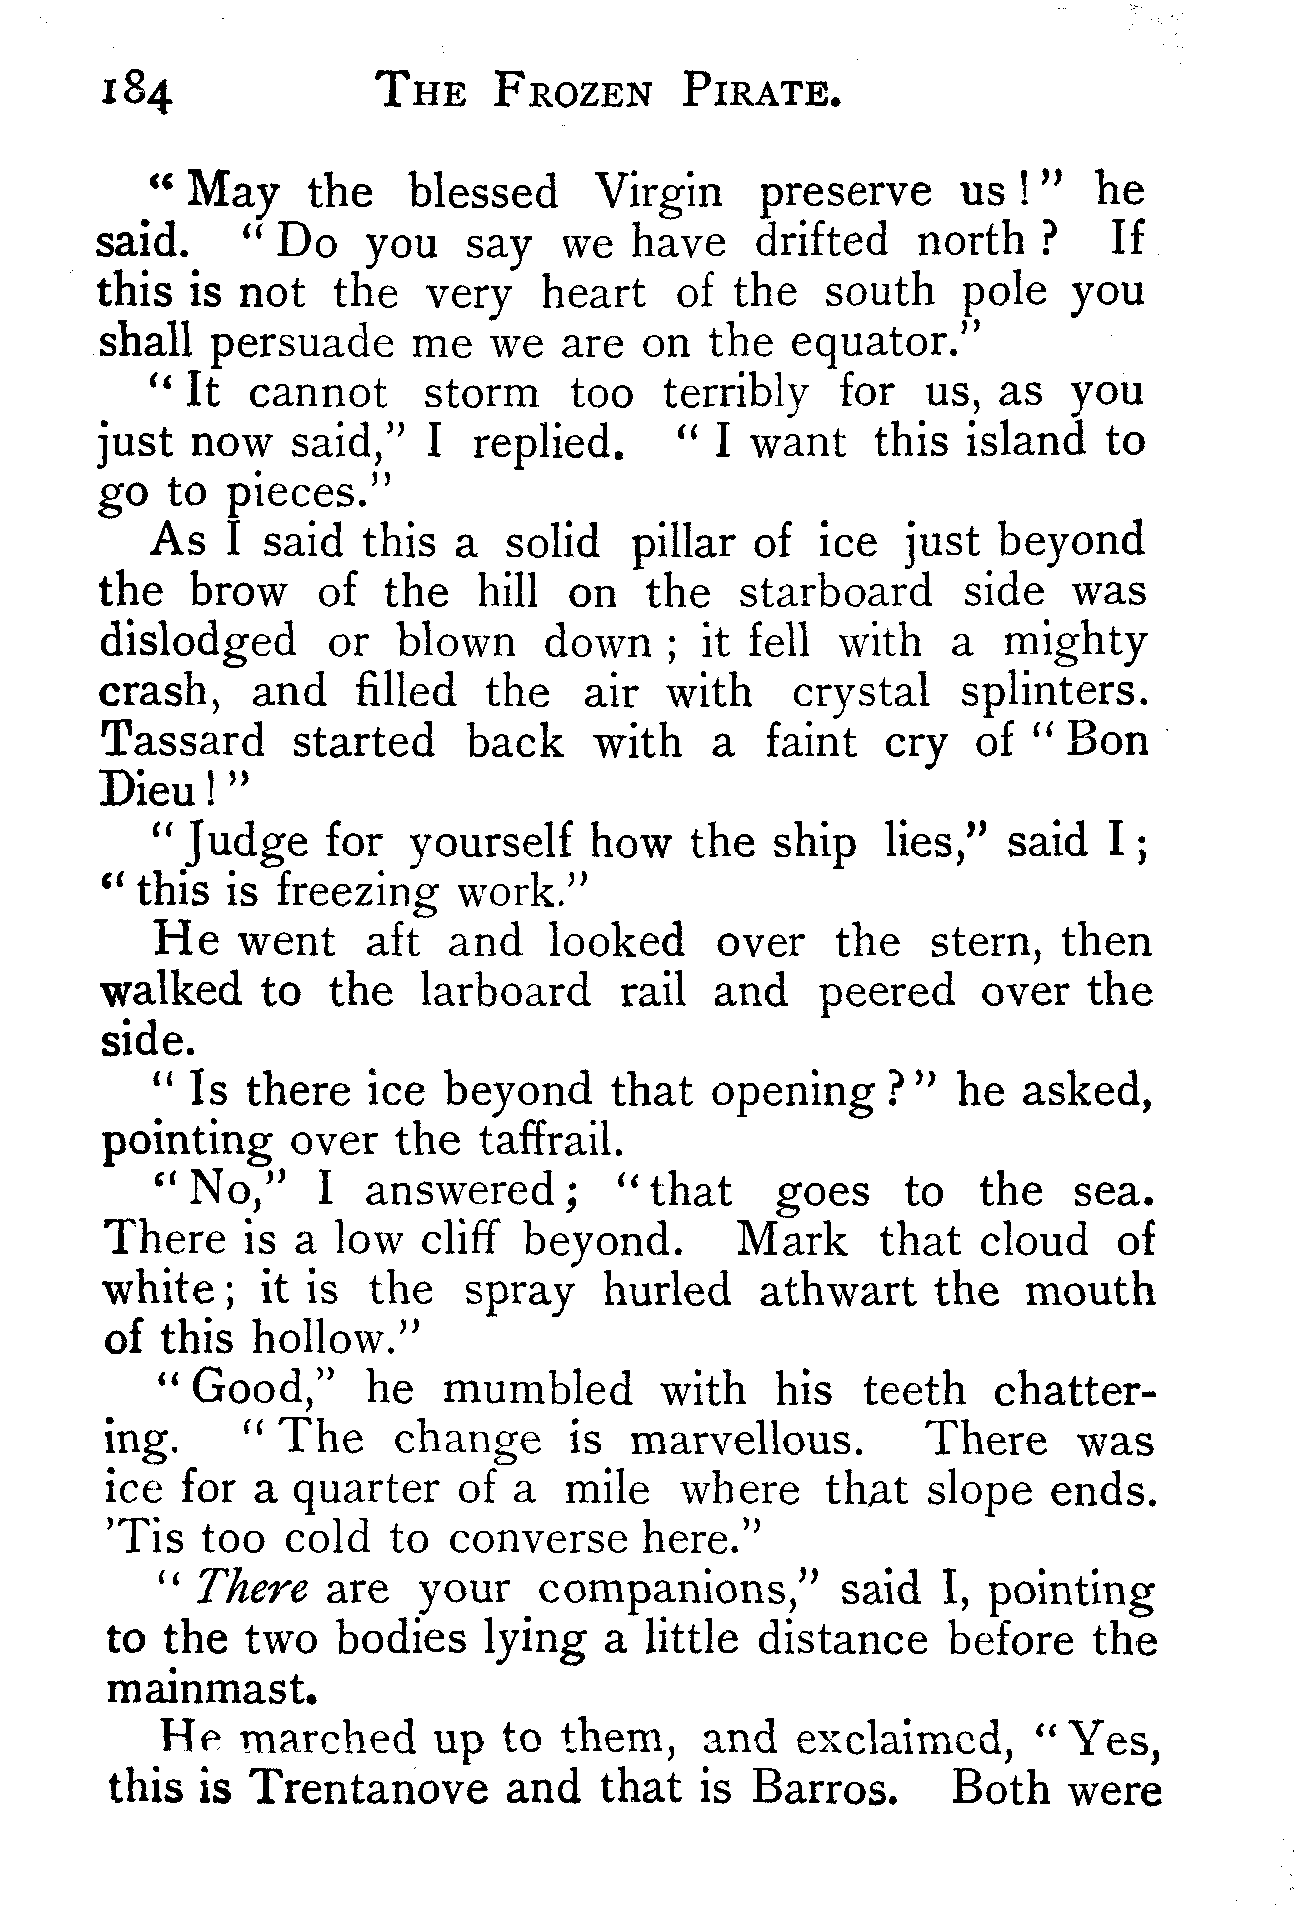 184 THE FROZEN PIRATE.
“ May the blessed Virgin preserve us ! ” he
said. “ Do you say we have drifted north ? If
this is not the very heart of the south pole you
shall persuade me we are on the equator.”
“ It cannot storm too terribly for us, as you
just now said,” I replied. “ I want this island to
go to pieces.”
As I said this a solid pillar of ice just beyond
the brow of the hill on the starboard side was
dislodged or blown down ; it fell with a mighty
crash, and filled the air with crystal splinters.
Tassard started back with a faint cry of “ Bon
Dieu ! ”
“ Judge for yourself how the ship lies,” said I ;
“ this is freezing work.”
He went aft and looked over the stern, then
walked to the larboard rail and peered over the
side.
“ Is there ice beyond that opening ? ” he asked,
pointing over the taffrail.
“ No,” I answered ; “ that goes to the sea.
There is a low cliff beyond. Mark that cloud of
white ; it is the spray hurled athwart the mouth
of this hollow.”
“ Good,” he mumbled with his teeth chatter-
ing. “ The change is marvellous. There was
ice for a quarter of a mile where that slope ends.
’Tis too cold to converse here.”
“ There are your companions,” said I, pointing
to the two bodies lying a little distance before the
mainmast.
He marched up to them, and exclaimed, “ Yes,
this is Trentanove and that is Barros. Both were